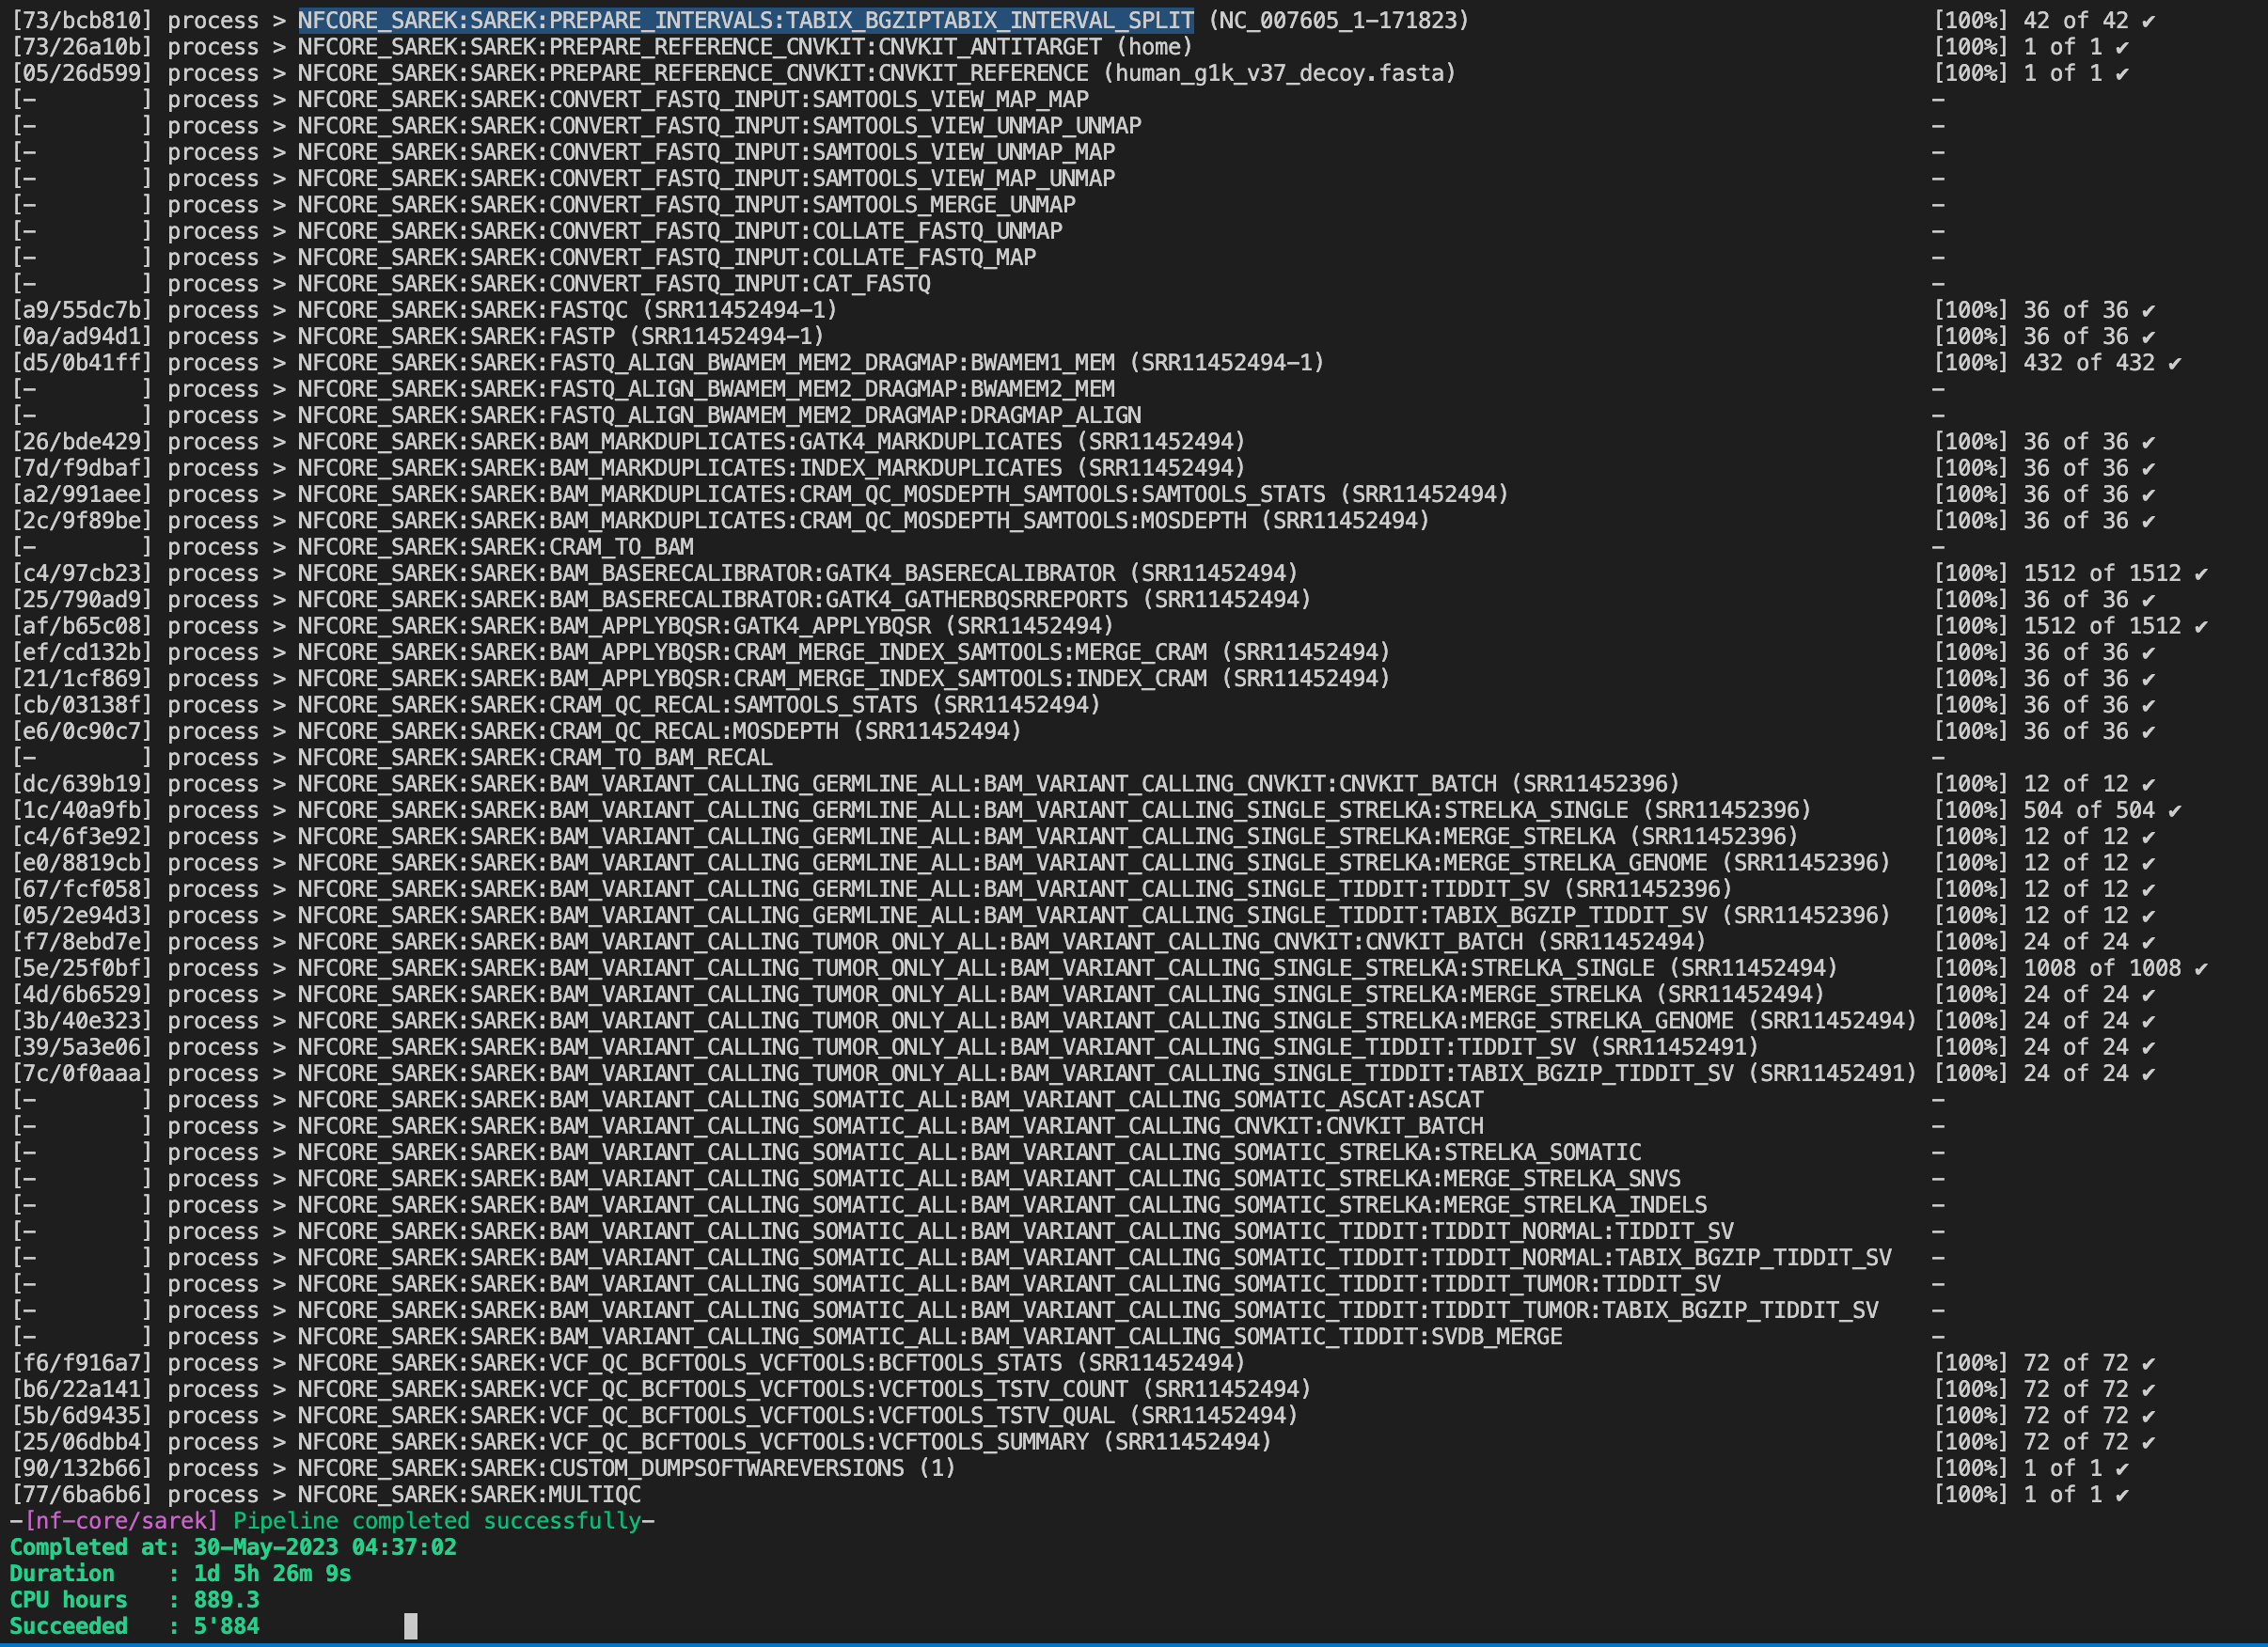 [73/bcb810] process > NFCORE_SAREK:SAREK:PREPARE_INTERVALS:TABIX_BGZIPTABIX_INTERVAL_SPLIT (NC_007605_1-171823) [100%] 42 of 42 ✔
[73/26a10b] process > NFCORE_SAREK:SAREK:PREPARE_REFERENCE_CNVKIT:CNVKIT_ANTITARGET (home) [100%] 1 of 1 ✔
[05/26d599] process > NFCORE_SAREK:SAREK:PREPARE_REFERENCE_CNVKIT:CNVKIT_REFERENCE (human_g1k_v37_decoy.fasta) [100%] 1 of 1 ✔
[- ] process > NFCORE_SAREK:SAREK:CONVERT_FASTQ_INPUT:SAMTOOLS_VIEW_MAP_MAP -
[- ] process > NFCORE_SAREK:SAREK:CONVERT_FASTQ_INPUT:SAMTOOLS_VIEW_UNMAP_UNMAP -
[- ] process > NFCORE_SAREK:SAREK:CONVERT_FASTQ_INPUT:SAMTOOLS_VIEW_UNMAP_MAP -
[- ] process > NFCORE_SAREK:SAREK:CONVERT_FASTQ_INPUT:SAMTOOLS_VIEW_MAP_UNMAP -
[- ] process > NFCORE_SAREK:SAREK:CONVERT_FASTQ_INPUT:SAMTOOLS_MERGE_UNMAP -
[- ] process > NFCORE_SAREK:SAREK:CONVERT_FASTQ_INPUT:COLLATE_FASTQ_UNMAP -
[- ] process > NFCORE_SAREK:SAREK:CONVERT_FASTQ_INPUT:COLLATE_FASTQ_MAP -
[- ] process > NFCORE_SAREK:SAREK:CONVERT_FASTQ_INPUT:CAT_FASTQ -
[a9/55dc7b] process > NFCORE_SAREK:SAREK:FASTQC (SRR11452494-1) [100%] 36 of 36 ✔
[0a/ad94d1] process > NFCORE_SAREK:SAREK:FASTP (SRR11452494-1) [100%] 36 of 36 ✔
[d5/0b41ff] process > NFCORE_SAREK:SAREK:FASTQ_ALIGN_BWAMEM_MEM2_DRAGMAP:BWAMEM1_MEM (SRR11452494-1) [100%] 432 of 432 ✔
[- ] process > NFCORE_SAREK:SAREK:FASTQ_ALIGN_BWAMEM_MEM2_DRAGMAP:BWAMEM2_MEM -
[- ] process > NFCORE_SAREK:SAREK:FASTQ_ALIGN_BWAMEM_MEM2_DRAGMAP:DRAGMAP_ALIGN -
[26/bde429] process > NFCORE_SAREK:SAREK:BAM_MARKDUPLICATES:GATK4_MARKDUPLICATES (SRR11452494) [100%] 36 of 36 ✔
[7d/f9dbaf] process > NFCORE_SAREK:SAREK:BAM_MARKDUPLICATES:INDEX_MARKDUPLICATES (SRR11452494) [100%] 36 of 36 ✔
[a2/991aee] process > NFCORE_SAREK:SAREK:BAM_MARKDUPLICATES:CRAM_QC_MOSDEPTH_SAMTOOLS:SAMTOOLS_STATS (SRR11452494) [100%] 36 of 36 ✔
[2c/9f89be] process > NFCORE_SAREK:SAREK:BAM_MARKDUPLICATES:CRAM_QC_MOSDEPTH_SAMTOOLS:MOSDEPTH (SRR11452494) [100%] 36 of 36 ✔
[- ] process > NFCORE_SAREK:SAREK:CRAM_TO_BAM -
[c4/97cb23] process > NFCORE_SAREK:SAREK:BAM_BASERECALIBRATOR:GATK4_BASERECALIBRATOR (SRR11452494) [100%] 1512 of 1512 ✔
[25/790ad9] process > NFCORE_SAREK:SAREK:BAM_BASERECALIBRATOR:GATK4_GATHERBQSRREPORTS (SRR11452494) [100%] 36 of 36 ✔
[af/b65c08] process > NFCORE_SAREK:SAREK:BAM_APPLYBQSR:GATK4_APPLYBQSR (SRR11452494) [100%] 1512 of 1512 ✔
[ef/cd132b] process > NFCORE_SAREK:SAREK:BAM_APPLYBQSR:CRAM_MERGE_INDEX_SAMTOOLS:MERGE_CRAM (SRR11452494) [100%] 36 of 36 ✔
[21/1cf869] process > NFCORE_SAREK:SAREK:BAM_APPLYBQSR:CRAM_MERGE_INDEX_SAMTOOLS:INDEX_CRAM (SRR11452494) [100%] 36 of 36 ✔
[cb/03138f] process > NFCORE_SAREK:SAREK:CRAM_QC_RECAL:SAMTOOLS_STATS (SRR11452494) [100%] 36 of 36 ✔
[e6/0c90c7] process > NFCORE_SAREK:SAREK:CRAM_QC_RECAL:MOSDEPTH (SRR11452494) [100%] 36 of 36 ✔
[- ] process > NFCORE_SAREK:SAREK:CRAM_TO_BAM_RECAL -
[dc/639b19] process > NFCORE_SAREK:SAREK:BAM_VARIANT_CALLING_GERMLINE_ALL:BAM_VARIANT_CALLING_CNVKIT:CNVKIT_BATCH (SRR11452396) [100%] 12 of 12 ✔
[1c/40a9fb] process > NFCORE_SAREK:SAREK:BAM_VARIANT_CALLING_GERMLINE_ALL:BAM_VARIANT_CALLING_SINGLE_STRELKA:STRELKA_SINGLE (SRR11452396) [100%] 504 of 504 ✔
[c4/6f3e92] process > NFCORE_SAREK:SAREK:BAM_VARIANT_CALLING_GERMLINE_ALL:BAM_VARIANT_CALLING_SINGLE_STRELKA:MERGE_STRELKA (SRR11452396) [100%] 12 of 12 ✔
[e0/8819cb] process > NFCORE_SAREK:SAREK:BAM_VARIANT_CALLING_GERMLINE_ALL:BAM_VARIANT_CALLING_SINGLE_STRELKA:MERGE_STRELKA_GENOME (SRR11452396) [100%] 12 of 12 ✔
[67/fcf058] process > NFCORE_SAREK:SAREK:BAM_VARIANT_CALLING_GERMLINE_ALL:BAM_VARIANT_CALLING_SINGLE_TIDDIT:TIDDIT_SV (SRR11452396) [100%] 12 of 12 ✔
[05/2e94d3] process > NFCORE_SAREK:SAREK:BAM_VARIANT_CALLING_GERMLINE_ALL:BAM_VARIANT_CALLING_SINGLE_TIDDIT:TABIX_BGZIP_TIDDIT_SV (SRR11452396) [100%] 12 of 12 ✔
[f7/8ebd7e] process > NFCORE_SAREK:SAREK:BAM_VARIANT_CALLING_TUMOR_ONLY_ALL:BAM_VARIANT_CALLING_CNVKIT:CNVKIT_BATCH (SRR11452494) [100%] 24 of 24 ✔
[5e/25f0bf] process > NFCORE_SAREK:SAREK:BAM_VARIANT_CALLING_TUMOR_ONLY_ALL:BAM_VARIANT_CALLING_SINGLE_STRELKA:STRELKA_SINGLE (SRR11452494) [100%] 1008 of 1008 ✔
[4d/6b6529] process > NFCORE_SAREK:SAREK:BAM_VARIANT_CALLING_TUMOR_ONLY_ALL:BAM_VARIANT_CALLING_SINGLE_STRELKA:MERGE_STRELKA (SRR11452494) [100%] 24 of 24 ✔
[3b/40e323] process > NFCORE_SAREK:SAREK:BAM_VARIANT_CALLING_TUMOR_ONLY_ALL:BAM_VARIANT_CALLING_SINGLE_STRELKA:MERGE_STRELKA_GENOME (SRR11452494) [100%] 24 of 24 ✔
[39/5a3e06] process > NFCORE_SAREK:SAREK:BAM_VARIANT_CALLING_TUMOR_ONLY_ALL:BAM_VARIANT_CALLING_SINGLE_TIDDIT:TIDDIT_SV (SRR11452491) [100%] 24 of 24 ✔
[7c/0f0aaa] process > NFCORE_SAREK:SAREK:BAM_VARIANT_CALLING_TUMOR_ONLY_ALL:BAM_VARIANT_CALLING_SINGLE_TIDDIT:TABIX_BGZIP_TIDDIT_SV (SRR11452491) [100%] 24 of 24 ✔
[- ] process > NFCORE_SAREK:SAREK:BAM_VARIANT_CALLING_SOMATIC_ALL:BAM_VARIANT_CALLING_SOMATIC_ASCAT:ASCAT -
[- ] process > NFCORE_SAREK:SAREK:BAM_VARIANT_CALLING_SOMATIC_ALL:BAM_VARIANT_CALLING_CNVKIT:CNVKIT_BATCH -
[- ] process > NFCORE_SAREK:SAREK:BAM_VARIANT_CALLING_SOMATIC_ALL:BAM_VARIANT_CALLING_SOMATIC_STRELKA:STRELKA_SOMATIC -
[- ] process > NFCORE_SAREK:SAREK:BAM_VARIANT_CALLING_SOMATIC_ALL:BAM_VARIANT_CALLING_SOMATIC_STRELKA:MERGE_STRELKA_SNVS -
[- ] process > NFCORE_SAREK:SAREK:BAM_VARIANT_CALLING_SOMATIC_ALL:BAM_VARIANT_CALLING_SOMATIC_STRELKA:MERGE_STRELKA_INDELS -
[- ] process > NFCORE_SAREK:SAREK:BAM_VARIANT_CALLING_SOMATIC_ALL:BAM_VARIANT_CALLING_SOMATIC_TIDDIT:TIDDIT_NORMAL:TIDDIT_SV -
[- ] process > NFCORE_SAREK:SAREK:BAM_VARIANT_CALLING_SOMATIC_ALL:BAM_VARIANT_CALLING_SOMATIC_TIDDIT:TIDDIT_NORMAL:TABIX_BGZIP_TIDDIT_SV -
[- ] process > NFCORE_SAREK:SAREK:BAM_VARIANT_CALLING_SOMATIC_ALL:BAM_VARIANT_CALLING_SOMATIC_TIDDIT:TIDDIT_TUMOR:TIDDIT_SV -
[- ] process > NFCORE_SAREK:SAREK:BAM_VARIANT_CALLING_SOMATIC_ALL:BAM_VARIANT_CALLING_SOMATIC_TIDDIT:TIDDIT_TUMOR:TABIX_BGZIP_TIDDIT_SV -
[- ] process > NFCORE_SAREK:SAREK:BAM_VARIANT_CALLING_SOMATIC_ALL:BAM_VARIANT_CALLING_SOMATIC_TIDDIT:SVDB_MERGE -
[f6/f916a7] process > NFCORE_SAREK:SAREK:VCF_QC_BCFTOOLS_VCFTOOLS:BCFTOOLS_STATS (SRR11452494) [100%] 72 of 72 ✔
[b6/22a141] process > NFCORE_SAREK:SAREK:VCF_QC_BCFTOOLS_VCFTOOLS:VCFTOOLS_TSTV_COUNT (SRR11452494) [100%] 72 of 72 ✔
[5b/6d9435] process > NFCORE_SAREK:SAREK:VCF_QC_BCFTOOLS_VCFTOOLS:VCFTOOLS_TSTV_QUAL (SRR11452494) [100%] 72 of 72 ✔
[25/06dbb4] process > NFCORE_SAREK:SAREK:VCF_QC_BCFTOOLS_VCFTOOLS:VCFTOOLS_SUMMARY (SRR11452494) [100%] 72 of 72 ✔
[90/132b66] process > NFCORE_SAREK:SAREK:CUSTOM_DUMPSOFTWAREVERSIONS (1) [100%] 1 of 1 ✔
[77/6ba6b6] process > NFCORE_SAREK:SAREK:MULTIQC [100%] 1 of 1 ✔
-[nf-core/sarek] Pipeline completed successfully-
Completed at: 30-May-2023 04:37:02
Duration : 1d 5h 26m 9s
CPU hours : 889.3
Succeeded : 5'884